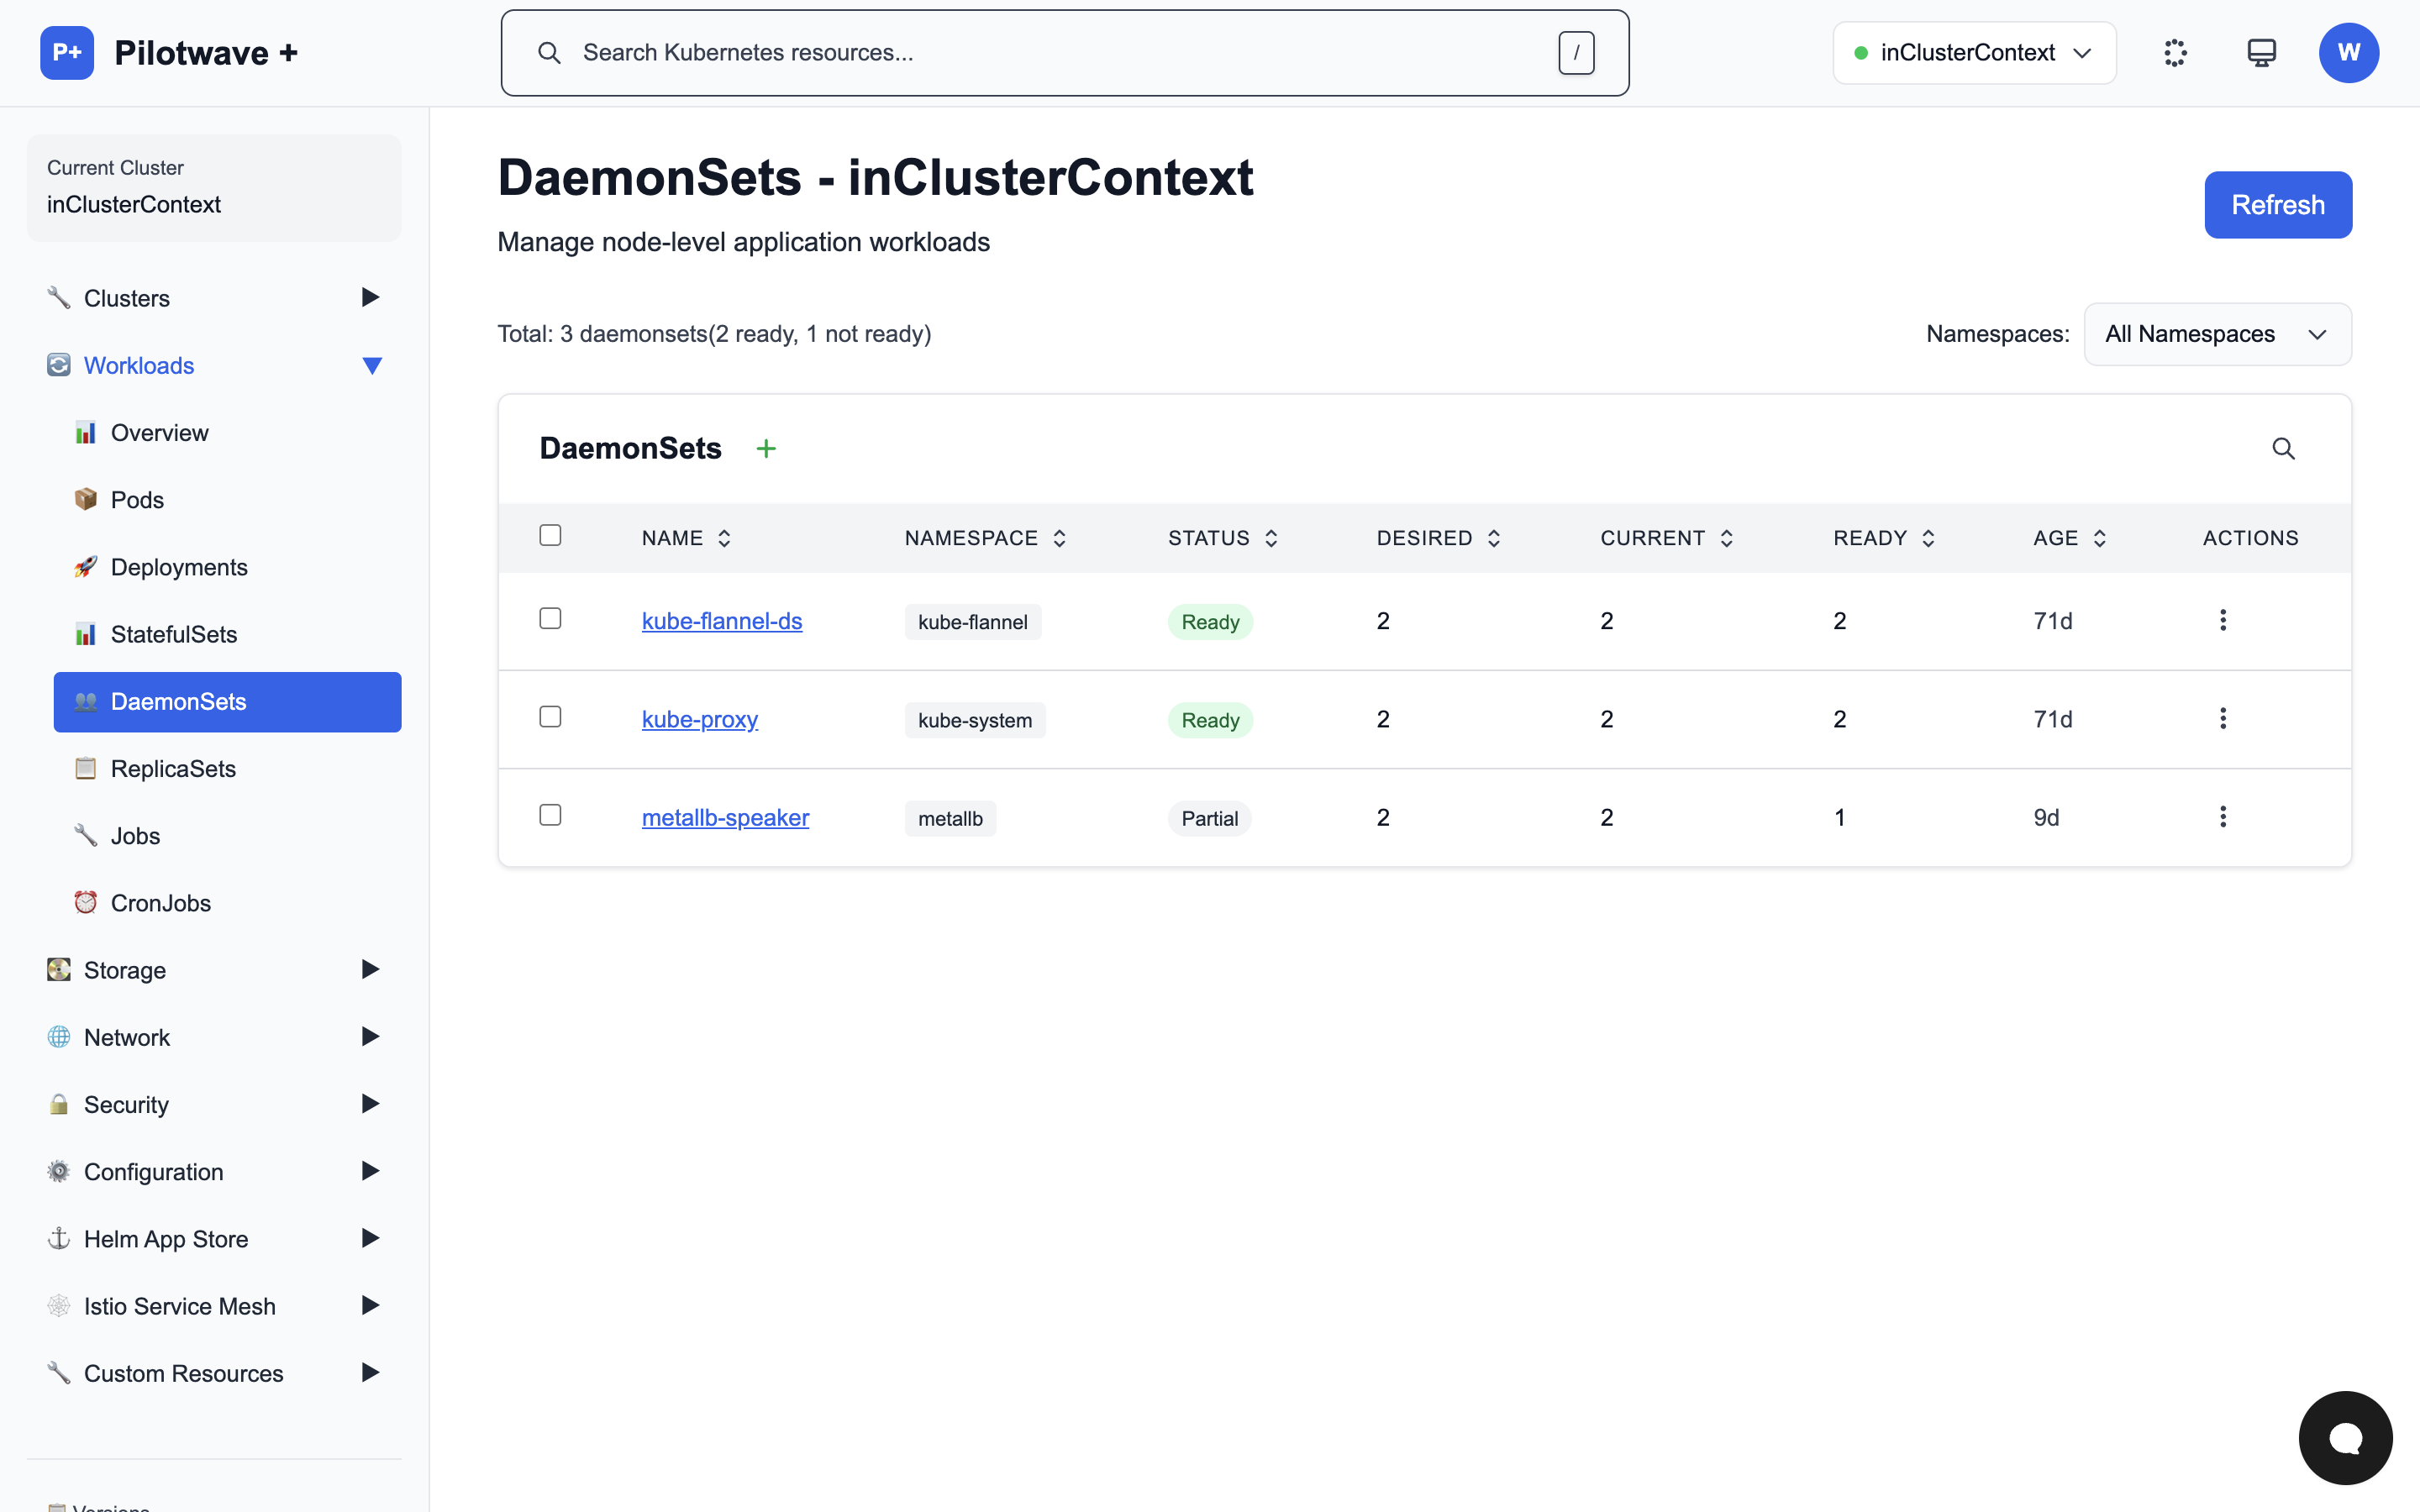 P+ Pilotwave +
Search Kubernetes resources... /
inClusterContext
W
Current Cluster
inClusterContext
Clusters
Workloads
Overview
Pods
Deployments
StatefulSets
DaemonSets
ReplicaSets
Jobs
CronJobs
Storage
Network
Security
Configuration
Helm App Store
Istio Service Mesh
Custom Resources
Versions
DaemonSets - inClusterContext
Manage node-level application workloads
Refresh
Total: 3 daemonsets(2 ready, 1 not ready)
Namespaces: All Namespaces
DaemonSets +
NAME NAMESPACE STATUS DESIRED CURRENT READY AGE ACTIONS
kube-flannel-ds kube-flannel Ready 2 2 2 71d
kube-proxy kube-system Ready 2 2 2 71d
metallb-speaker metallb Partial 2 2 1 9d